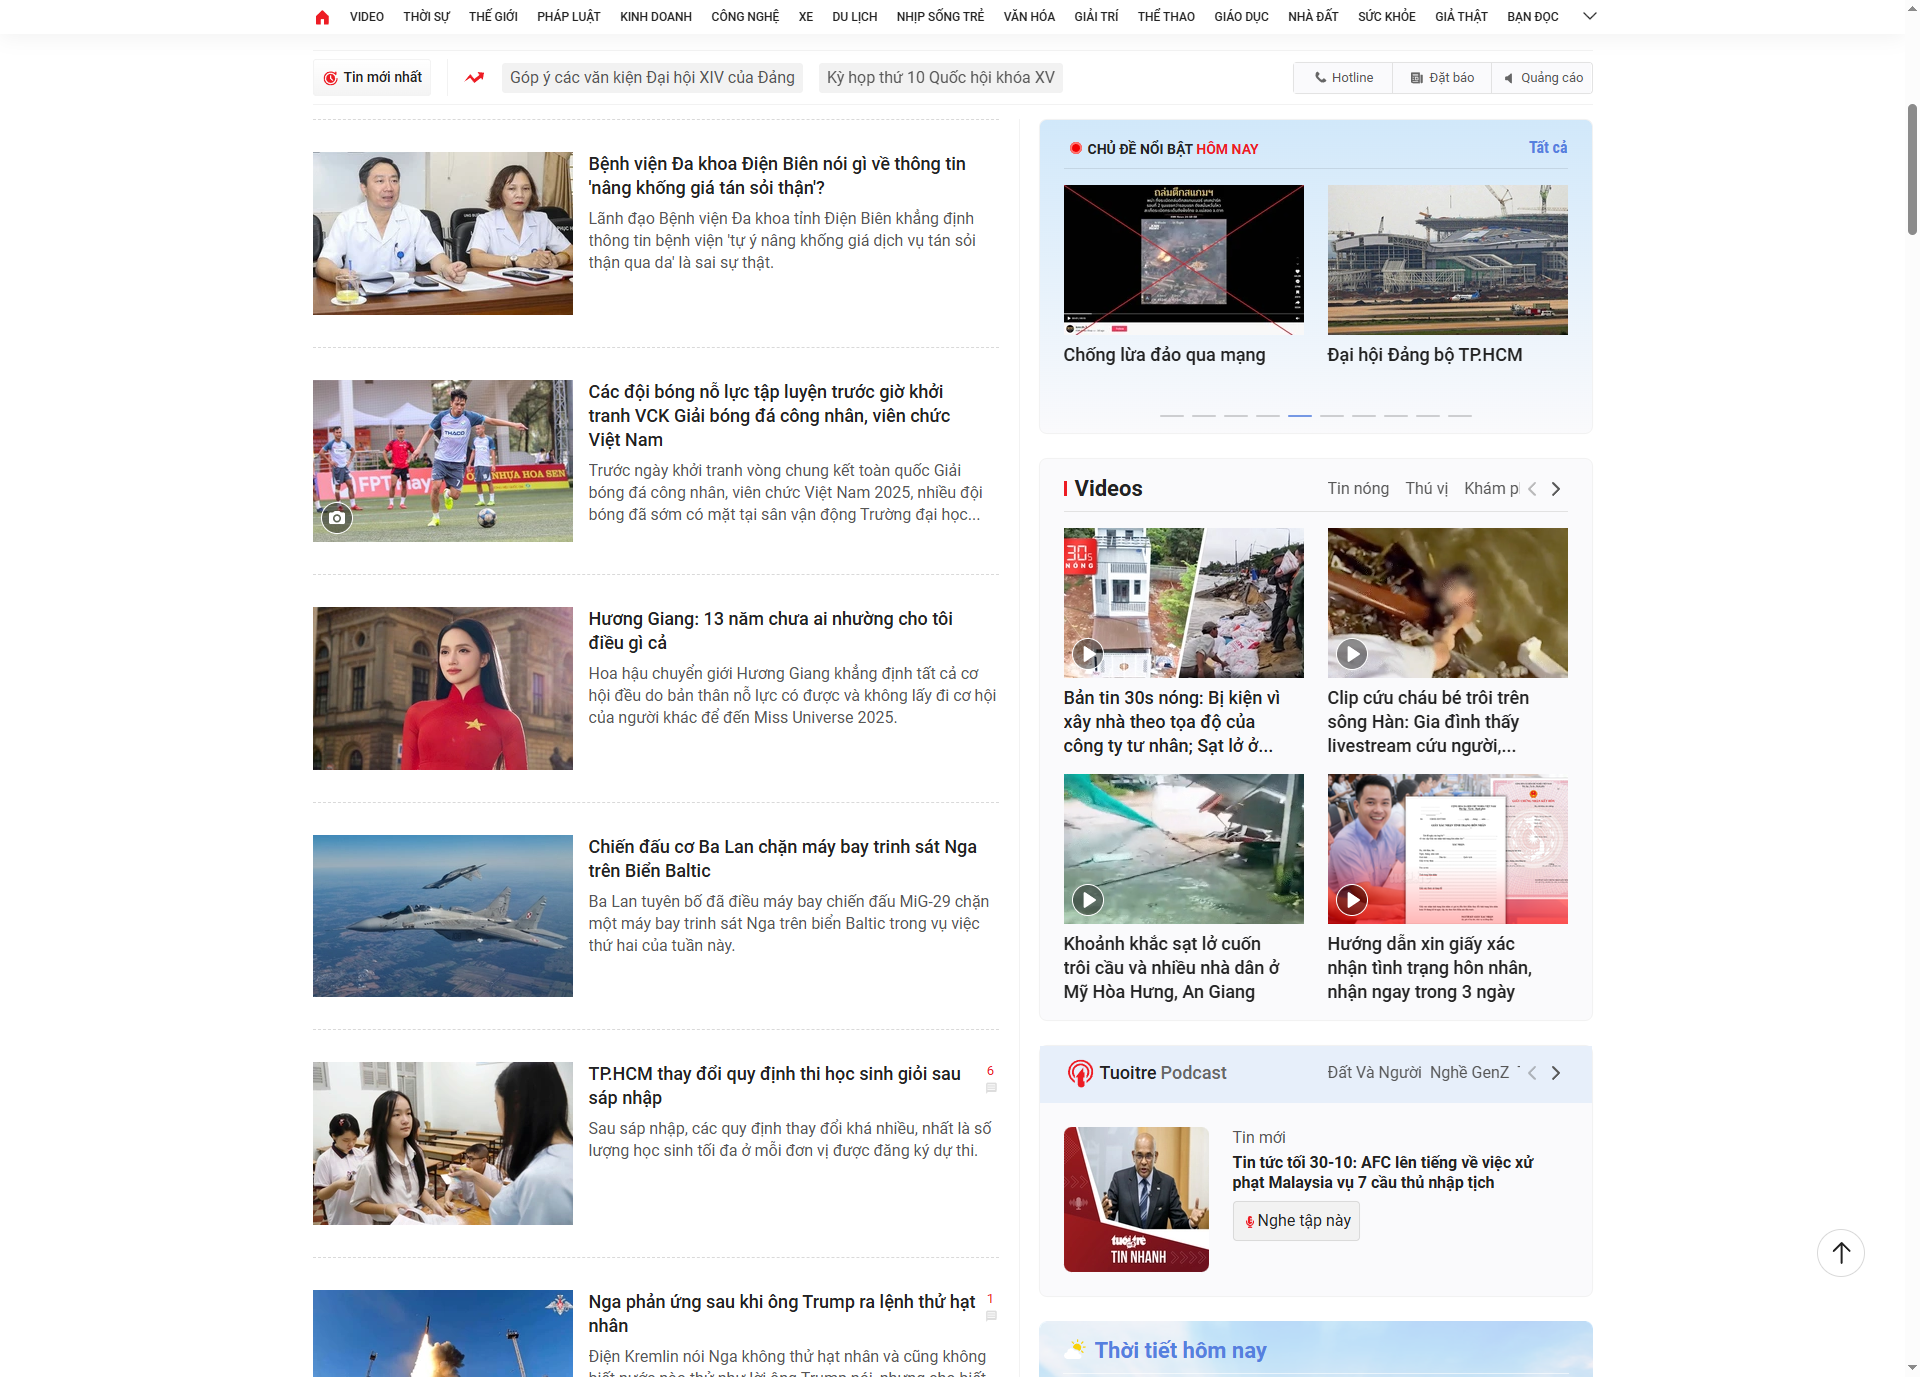 VIDEO THỜI SỰ THẾ GIỚI PHÁP LUẬT KINH DOANH CÔNG NGHỆ XE DU LỊCH NHỊP SỐNG TRẺ VĂN HÓA GIẢI TRÍ THỂ THAO GIÁO DỤC NHÀ ĐẤT SỨC KHỎE GIẢ THẬT BẠN ĐỌC
Tin mới nhất
Góp ý các văn kiện Đại hội XIV của Đảng
Kỳ họp thứ 10 Quốc hội khóa XV
Hotline
Đặt báo
Quảng cáo
Bệnh viện Đa khoa Điện Biên nói gì về thông tin
'nâng khống giá tán sỏi thận'?
Lãnh đạo Bệnh viện Đa khoa tỉnh Điện Biên khẳng định
thông tin bệnh viện 'tự ý nâng khống giá dịch vụ tán sỏi
thận qua da' là sai sự thật.
Các đội bóng nỗ lực tập luyện trước giờ khởi
tranh VCK Giải bóng đá công nhân, viên chức
Việt Nam
Trước ngày khởi tranh vòng chung kết toàn quốc Giải
bóng đá công nhân, viên chức Việt Nam 2025, nhiều đội
bóng đã sớm có mặt tại sân vận động Trường đại học...
THACO
FPT Play
ỐNG NHỰA HOA SEN
Hương Giang: 13 năm chưa ai nhường cho tôi
điều gì cả
Hoa hậu chuyển giới Hương Giang khẳng định tất cả cơ
hội đều do bản thân nỗ lực có được và không lấy đi cơ hội
của người khác để đến Miss Universe 2025.
Chiến đấu cơ Ba Lan chặn máy bay trinh sát Nga
trên Biển Baltic
Ba Lan tuyên bố đã điều máy bay chiến đấu MiG-29 chặn
một máy bay trinh sát Nga trên biển Baltic trong vụ việc
thứ hai của tuần này.
TP.HCM thay đổi quy định thi học sinh giỏi sau
sáp nhập
6
Sau sáp nhập, các quy định thay đổi khá nhiều, nhất là số
lượng học sinh tối đa ở mỗi đơn vị được đăng ký dự thi.
Nga phản ứng sau khi ông Trump ra lệnh thử hạt
nhân
1
Điện Kremlin nói Nga không thử hạt nhân và cũng không
biết nước nào thử như lời ông Trump nói, nhưng cho biết
CHỦ ĐỀ NỔI BẬT HÔM NAY
Tất cả
Chống lừa đảo qua mạng
Đại hội Đảng bộ TP.HCM
Videos
Tin nóng Thú vị Khám p
30s
NÓNG
Bản tin 30s nóng: Bị kiện vì
xây nhà theo tọa độ của
công ty tư nhân; Sạt lở ở...
Clip cứu cháu bé trôi trên
sông Hàn: Gia đình thấy
livestream cứu người,...
Khoảnh khắc sạt lở cuốn
trôi cầu và nhiều nhà dân ở
Mỹ Hòa Hưng, An Giang
Hướng dẫn xin giấy xác
nhận tình trạng hôn nhân,
nhận ngay trong 3 ngày
Tuoitre Podcast
Đất Và Người Nghề GenZ
tuổi trẻ
TIN NHANH
Tin mới
Tin tức tối 30-10: AFC lên tiếng về việc xử
phạt Malaysia vụ 7 cầu thủ nhập tịch
Nghe tập này
Thời tiết hôm nay